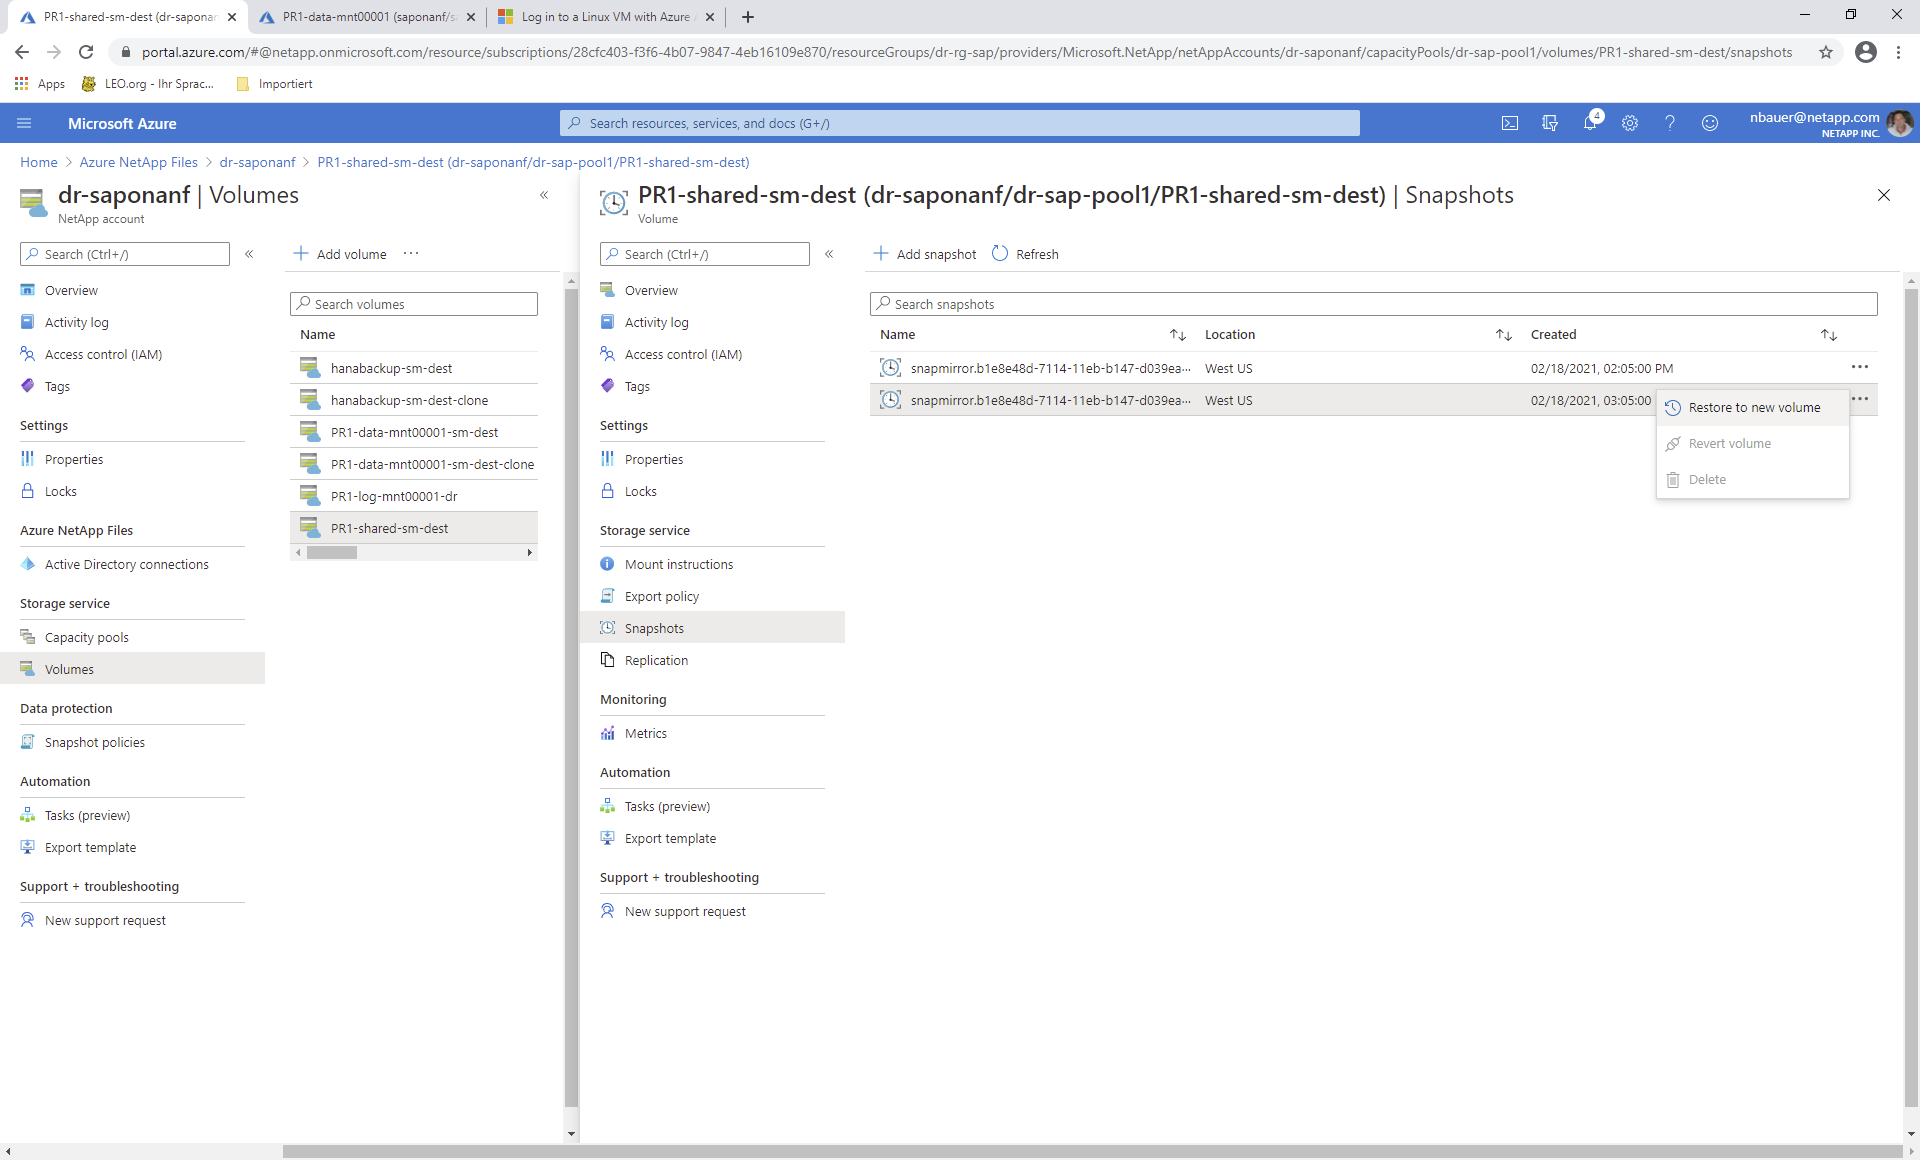 PR1-shared-sm-dest (dr-saponan
PR1-data-mnt00001 (saponanf/s
Log in to a Linux VM with Azure
portal.azure.com/#@netapp.onmicrosoft.com/resource/subscriptions/28cfc403-f3f6-4b07-9847-4eb16109e870/resourceGroups/dr-rg-sap/providers/Microsoft.NetApp/netAppAccounts/dr-saponanf/capacityPools/dr-sap-pool1/volumes/PR1-shared-sm-dest/snapshots
Apps
LEO.org - Ihr Sprac...
Importiert
Microsoft Azure
Search resources, services, and docs (G+/)
4
nbauer@netapp.com
NETAPP INC.
Home > Azure NetApp Files > dr-saponanf > PR1-shared-sm-dest (dr-saponanf/dr-sap-pool1/PR1-shared-sm-dest)
dr-saponanf | Volumes
NetApp account
Search (Ctrl+/)
Overview
Activity log
Access control (IAM)
Tags
Settings
Properties
Locks
Azure NetApp Files
Active Directory connections
Storage service
Capacity pools
Volumes
Data protection
Snapshot policies
Automation
Tasks (preview)
Export template
Support + troubleshooting
New support request
Add volume
Search volumes
Name
hanabackup-sm-dest
hanabackup-sm-dest-clone
PR1-data-mnt00001-sm-dest
PR1-data-mnt00001-sm-dest-clone
PR1-log-mnt00001-dr
PR1-shared-sm-dest
PR1-shared-sm-dest (dr-saponanf/dr-sap-pool1/PR1-shared-sm-dest) | Snapshots
Volume
Search (Ctrl+/)
Overview
Activity log
Access control (IAM)
Tags
Settings
Properties
Locks
Storage service
Mount instructions
Export policy
Snapshots
Replication
Monitoring
Metrics
Automation
Tasks (preview)
Export template
Support + troubleshooting
New support request
Add snapshot
Refresh
Search snapshots
Name Location Created
snapmirror.b1e8e48d-7114-11eb-b147-d039ea... West US 02/18/2021, 02:05:00 PM
snapmirror.b1e8e48d-7114-11eb-b147-d039ea... West US 02/18/2021, 03:05:00
Restore to new volume
Revert volume
Delete